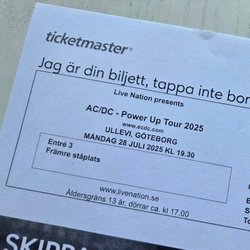 ticketmaster®
Jag är din biljett, tappa inte bor
Live Nation presents
AC/DC - Power Up Tour 2025
www.acdc.com
ULLEVI, GÖTEBORG
MÅNDAG 28 JULI 2025 KL 19.30
Entré 3
Främre ståplats
www.livenation.se
Åldersgräns 13 år, dörrar ca. kl 17.00
E
S
To